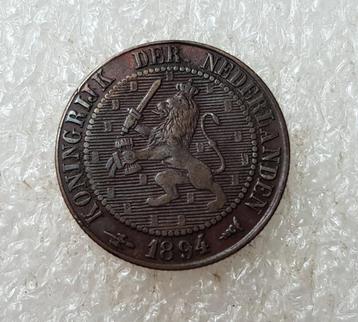 KONINGRIJK DER NEDERLANDEN
1894